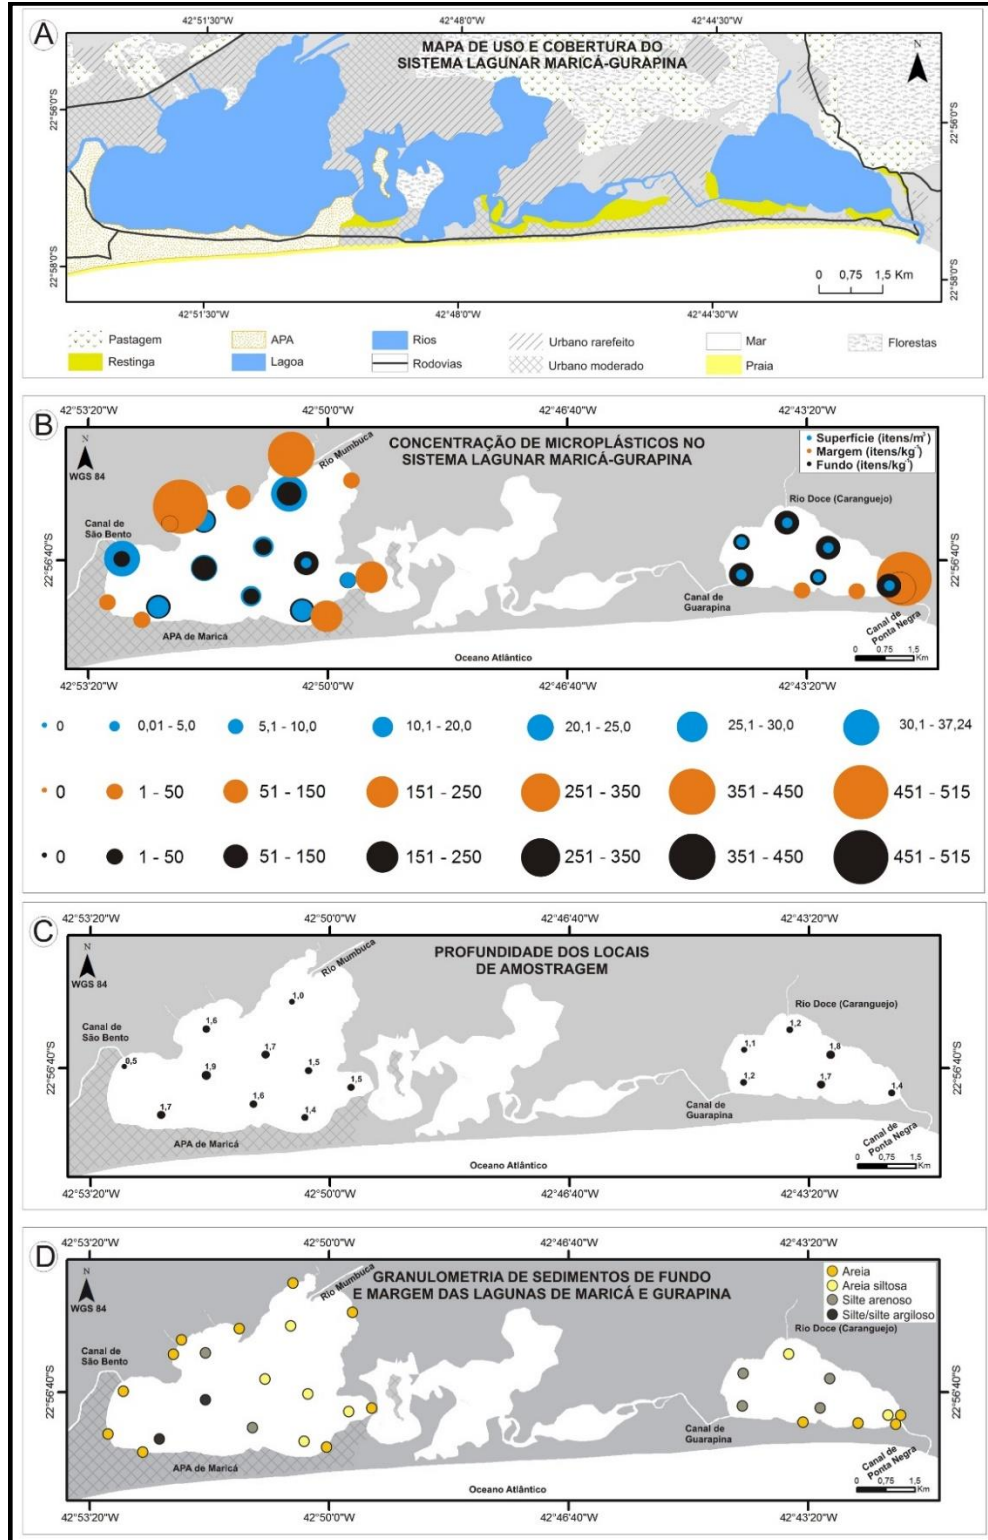 A
42°51'30"W
42°48'0"W
42°44'30"W
MAPA DE USO E COBERTURA DO
SISTEMA LAGUNAR MARICÁ-GURAPINA
N
22°56'0"S
22°56'0"S
22°58'0"S
22°58'0"S
0 0,75 1,5 Km
42°51'30"W
42°48'0"W
42°44'30"W
Pastagem
APA
Rios
Urbano rarefeito
Mar
Florestas
Restinga
Lagoa
Rodovias
Urbano moderado
Praia
B
42°53'20"W
42°50'0"W
42°46'40"W
42°43'20"W
N
WGS 84
CONCENTRAÇÃO DE MICROPLÁSTICOS NO
SISTEMA LAGUNAR MARICÁ-GURAPINA
Superfície (itens/m³)
Margem (itens/kg⁻¹)
Fundo (itens/kg⁻¹)
Rio Mumbuca
Rio Doce (Caranguejo)
Canal de
São Bento
22°56'40"S
22°56'40"S
Canal de
Guarapina
Canal de
Ponta Negra
APA de Maricá
Oceano Atlântico
0 0,75 1,5
Km
42°53'20"W
42°50'0"W
42°46'40"W
42°43'20"W
0 0,01 - 5,0 5,1 - 10,0 10,1 - 20,0 20,1 - 25,0 25,1 - 30,0 30,1 - 37,24
0 1 - 50 51 - 150 151 - 250 251 - 350 351 - 450 451 - 515
0 1 - 50 51 - 150 151 - 250 251 - 350 351 - 450 451 - 515
C
42°53'20"W
42°50'0"W
42°46'40"W
42°43'20"W
N
WGS 84
PROFUNDIDADE DOS LOCAIS
DE AMOSTRAGEM
Rio Mumbuca
1,0
Rio Doce (Caranguejo)
Canal de
São Bento
1,6
1,2
1,7
1,1
1,8
0,5
1,9
1,5
1,5
22°56'40"S
22°56'40"S
1,2
1,7
1,4
1,7
1,6
1,4
Canal de
Guarapina
Canal de
Ponta Negra
APA de Maricá
Oceano Atlântico
0 0,75 1,5
Km
42°53'20"W
42°50'0"W
42°46'40"W
42°43'20"W
D
42°53'20"W
42°50'0"W
42°46'40"W
42°43'20"W
N
WGS 84
GRANULOMETRIA DE SEDIMENTOS DE FUNDO
E MARGEM DAS LAGUNAS DE MARICÁ E GURAPINA
Areia
Areia siltosa
Silte arenoso
Silte/silte argiloso
Rio Mumbuca
Rio Doce (Caranguejo)
Canal de
São Bento
22°56'40"S
22°56'40"S
Canal de
Guarapina
Canal de
Ponta Negra
APA de Maricá
Oceano Atlântico
0 0,75 1,5
Km
42°53'20"W
42°50'0"W
42°46'40"W
42°43'20"W